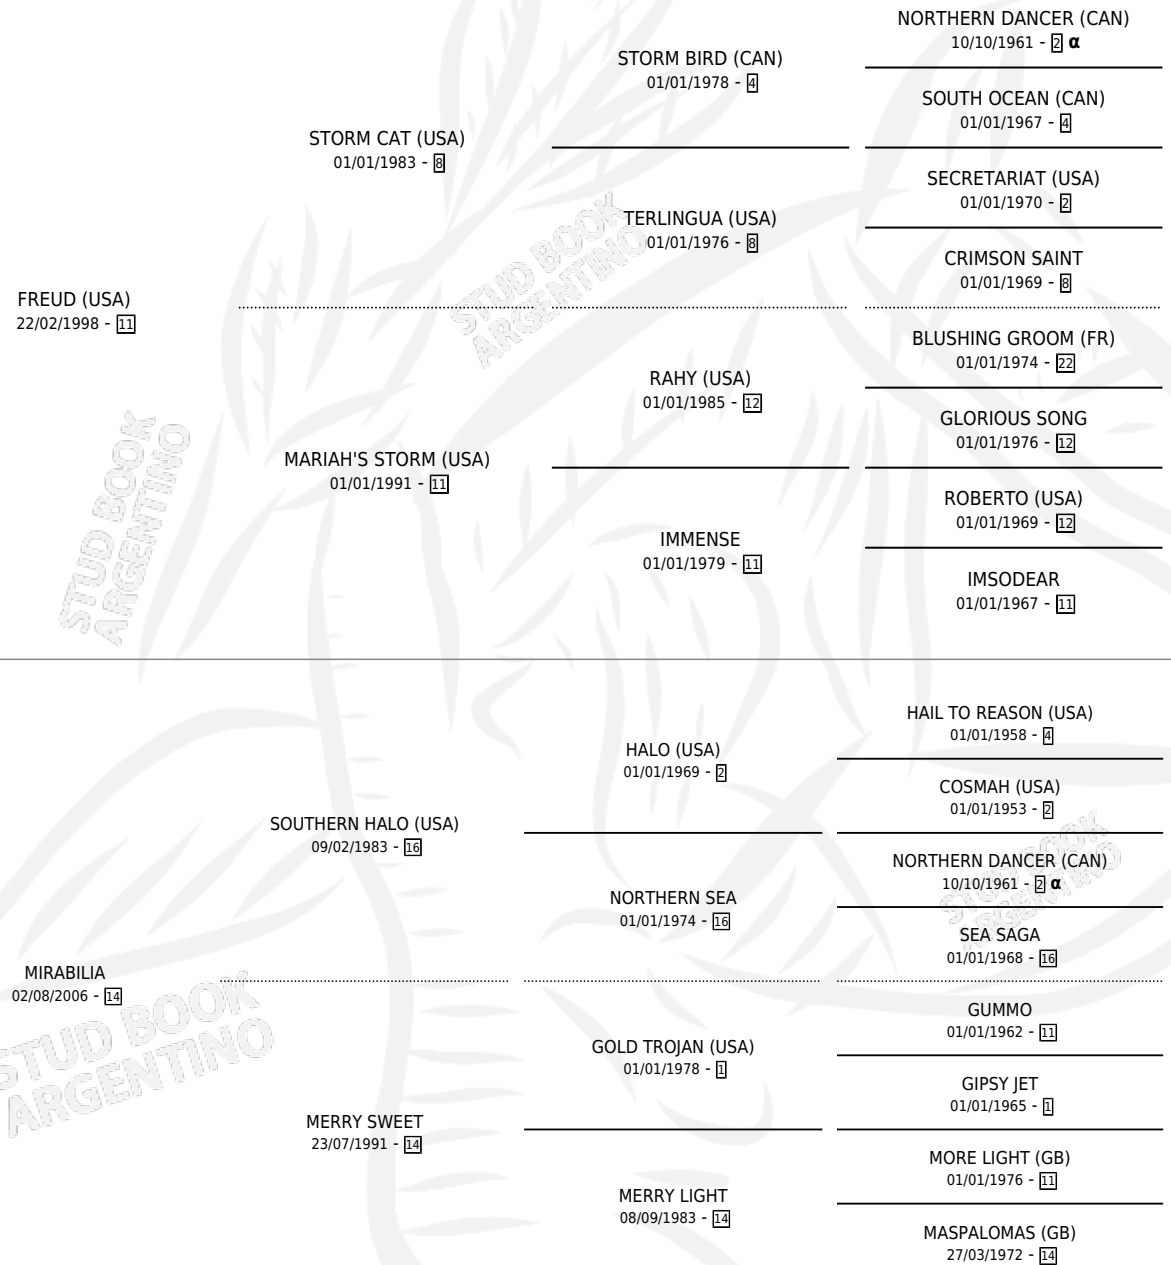 NORTHERN DANCER (CAN)
10/10/1961 - 2 α
STORM BIRD (CAN)
01/01/1978 - 4
SOUTH OCEAN (CAN)
01/01/1967 - 4
STORM CAT (USA)
01/01/1983 - 8
SECRETARIAT (USA)
01/01/1970 - 2
TERLINGUA (USA)
01/01/1976 - 8
CRIMSON SAINT
01/01/1969 - 8
FREUD (USA)
22/02/1998 - 11
STUD BOOK
ARGENTINO
BLUSHING GROOM (FR)
01/01/1974 - 22
RAHY (USA)
01/01/1985 - 12
GLORIOUS SONG
01/01/1976 - 12
MARIAH'S STORM (USA)
01/01/1991 - 11
ROBERTO (USA)
01/01/1969 - 12
IMMENSE
01/01/1979 - 11
IMSODEAR
01/01/1967 - 11
STUD BOOK
ARGENTINO
HAIL TO REASON (USA)
01/01/1958 - 4
HALO (USA)
01/01/1969 - 2
COSMAH (USA)
01/01/1953 - 2
SOUTHERN HALO (USA)
09/02/1983 - 16
NORTHERN DANCER (CAN)
10/10/1961 - 2 α
NORTHERN SEA
01/01/1974 - 16
SEA SAGA
01/01/1968 - 16
STUD BOOK
ARGENTINO
MIRABILIA
02/08/2006 - 14
STUD BOOK
ARGENTINO
GUMMO
01/01/1962 - 11
GOLD TROJAN (USA)
01/01/1978 - 1
GIPSY JET
01/01/1965 - 1
MERRY SWEET
23/07/1991 - 14
MORE LIGHT (GB)
01/01/1976 - 11
MERRY LIGHT
08/09/1983 - 14
MASPALOMAS (GB)
27/03/1972 - 14